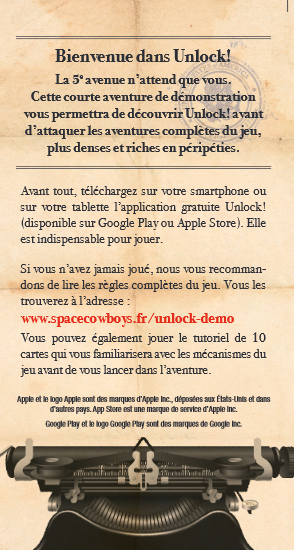 Bienvenue dans Unlock!
La 5e avenue n'attend que vous.
Cette courte aventure de démonstration
vous permettra de découvrir Unlock! avant
d'attaquer les aventures complètes du jeu,
plus denses et riches en péripéties.
Avant tout, téléchargez sur votre smartphone ou
sur votre tablette l'application gratuite Unlock!
(disponible sur Google Play ou Apple Store). Elle
est indispensable pour jouer.
Si vous n'avez jamais joué, nous vous recomman-
dons de lire les règles complètes du jeu. Vous les
trouverez à l'adresse :
www.spacecowboys.fr/unlock-demo
Vous pouvez également jouer le tutoriel de 10
cartes qui vous familiarisera avec les mécanismes du
jeu avant de vous lancer dans l'aventure.
Apple et le logo Apple sont des marques d'Apple Inc., déposées aux États-Unis et dans
d'autres pays. App Store est une marque de service d'Apple Inc.
Google Play et le logo Google Play sont des marques de Google Inc.